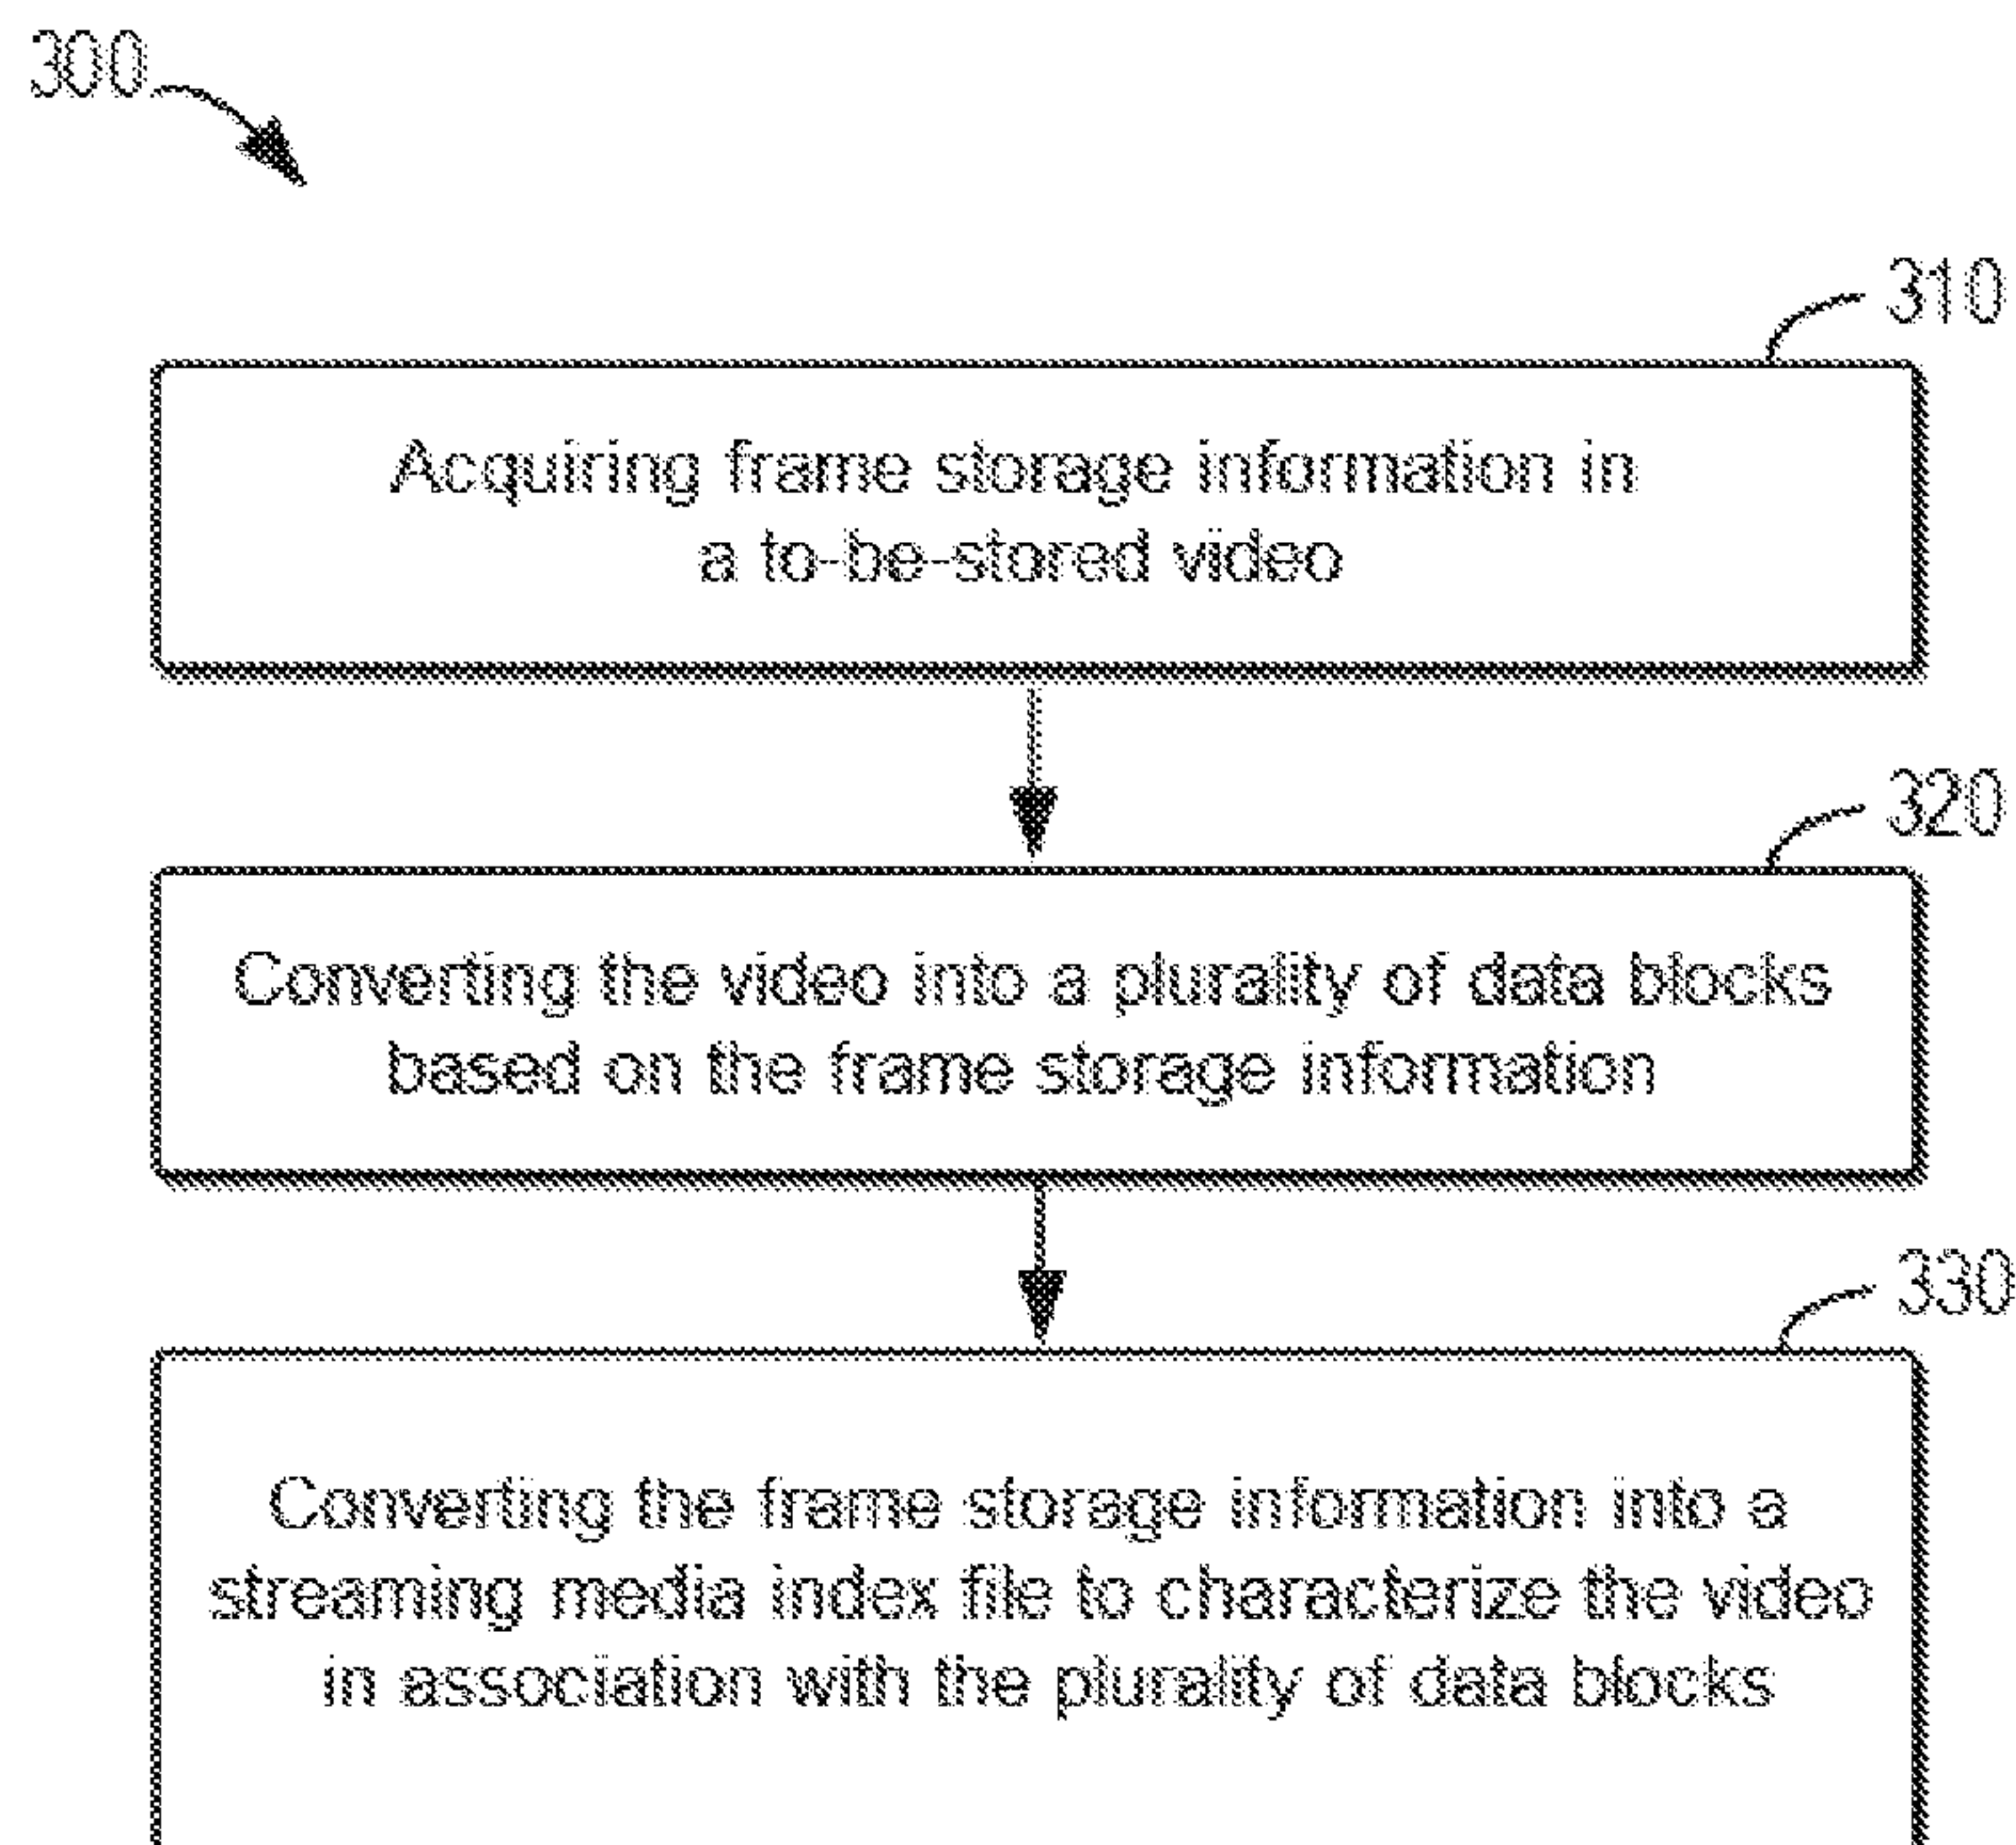 300
310
Acquiring frame storage information in
a to-be-stored video
320
Converting the video into a plurality of data blocks
based on the frame storage information
330
Converting the frame storage information into a
streaming media index file to characterize the video
in association with the plurality of data blocks